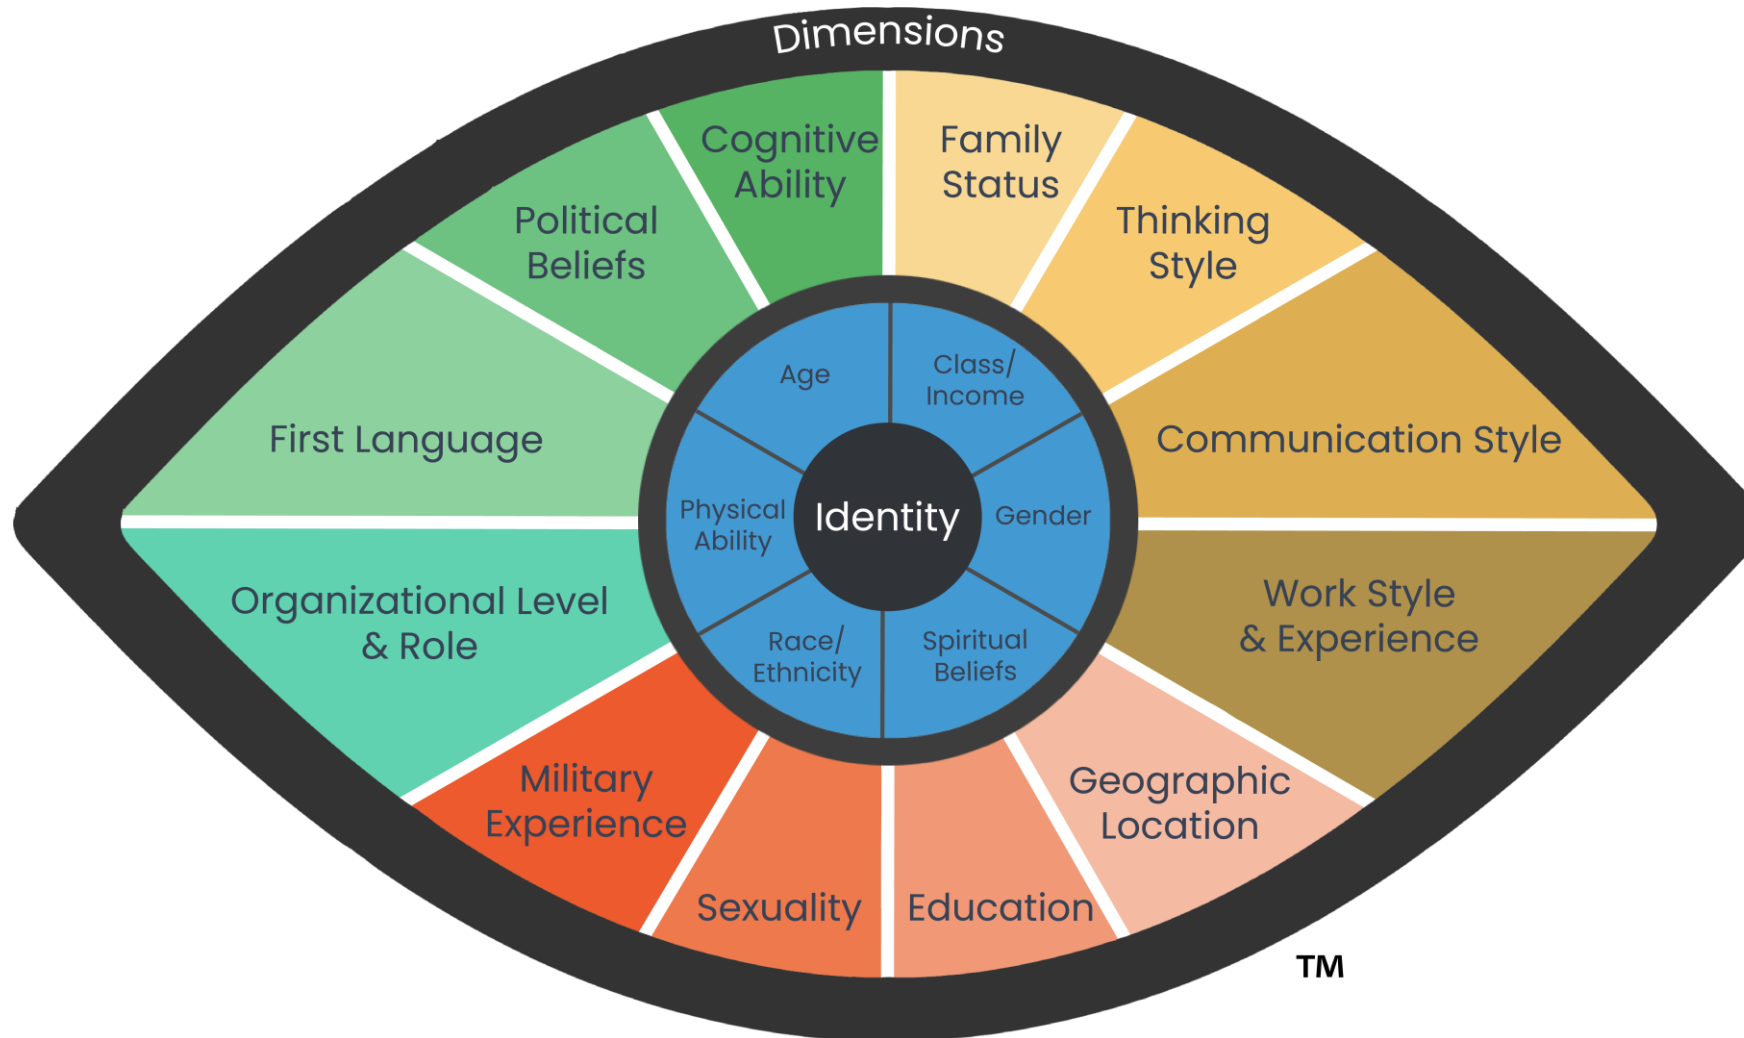 Dimensions
Cognitive
Ability
Family
Status
Political
Beliefs
Thinking
Style
First Language
Communication Style
Age
Class/
Income
Physical
Ability
Identity
Gender
Race/
Ethnicity
Spiritual
Beliefs
Organizational Level
& Role
Work Style
& Experience
Military
Experience
Geographic
Location
Sexuality
Education
TM